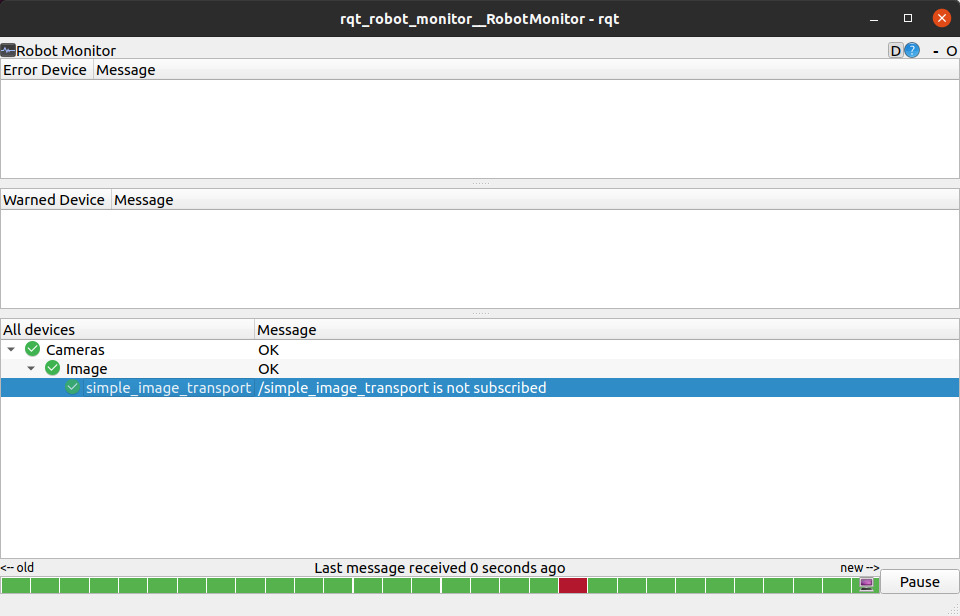 rqt_robot_monitor__RobotMonitor - rqt
Robot Monitor D ? - O
Error Device Message
Warned Device Message
All devices Message
Cameras OK
Image OK
simple_image_transport /simple_image_transport is not subscribed
<-- old Last message received 0 seconds ago new -->
Pause